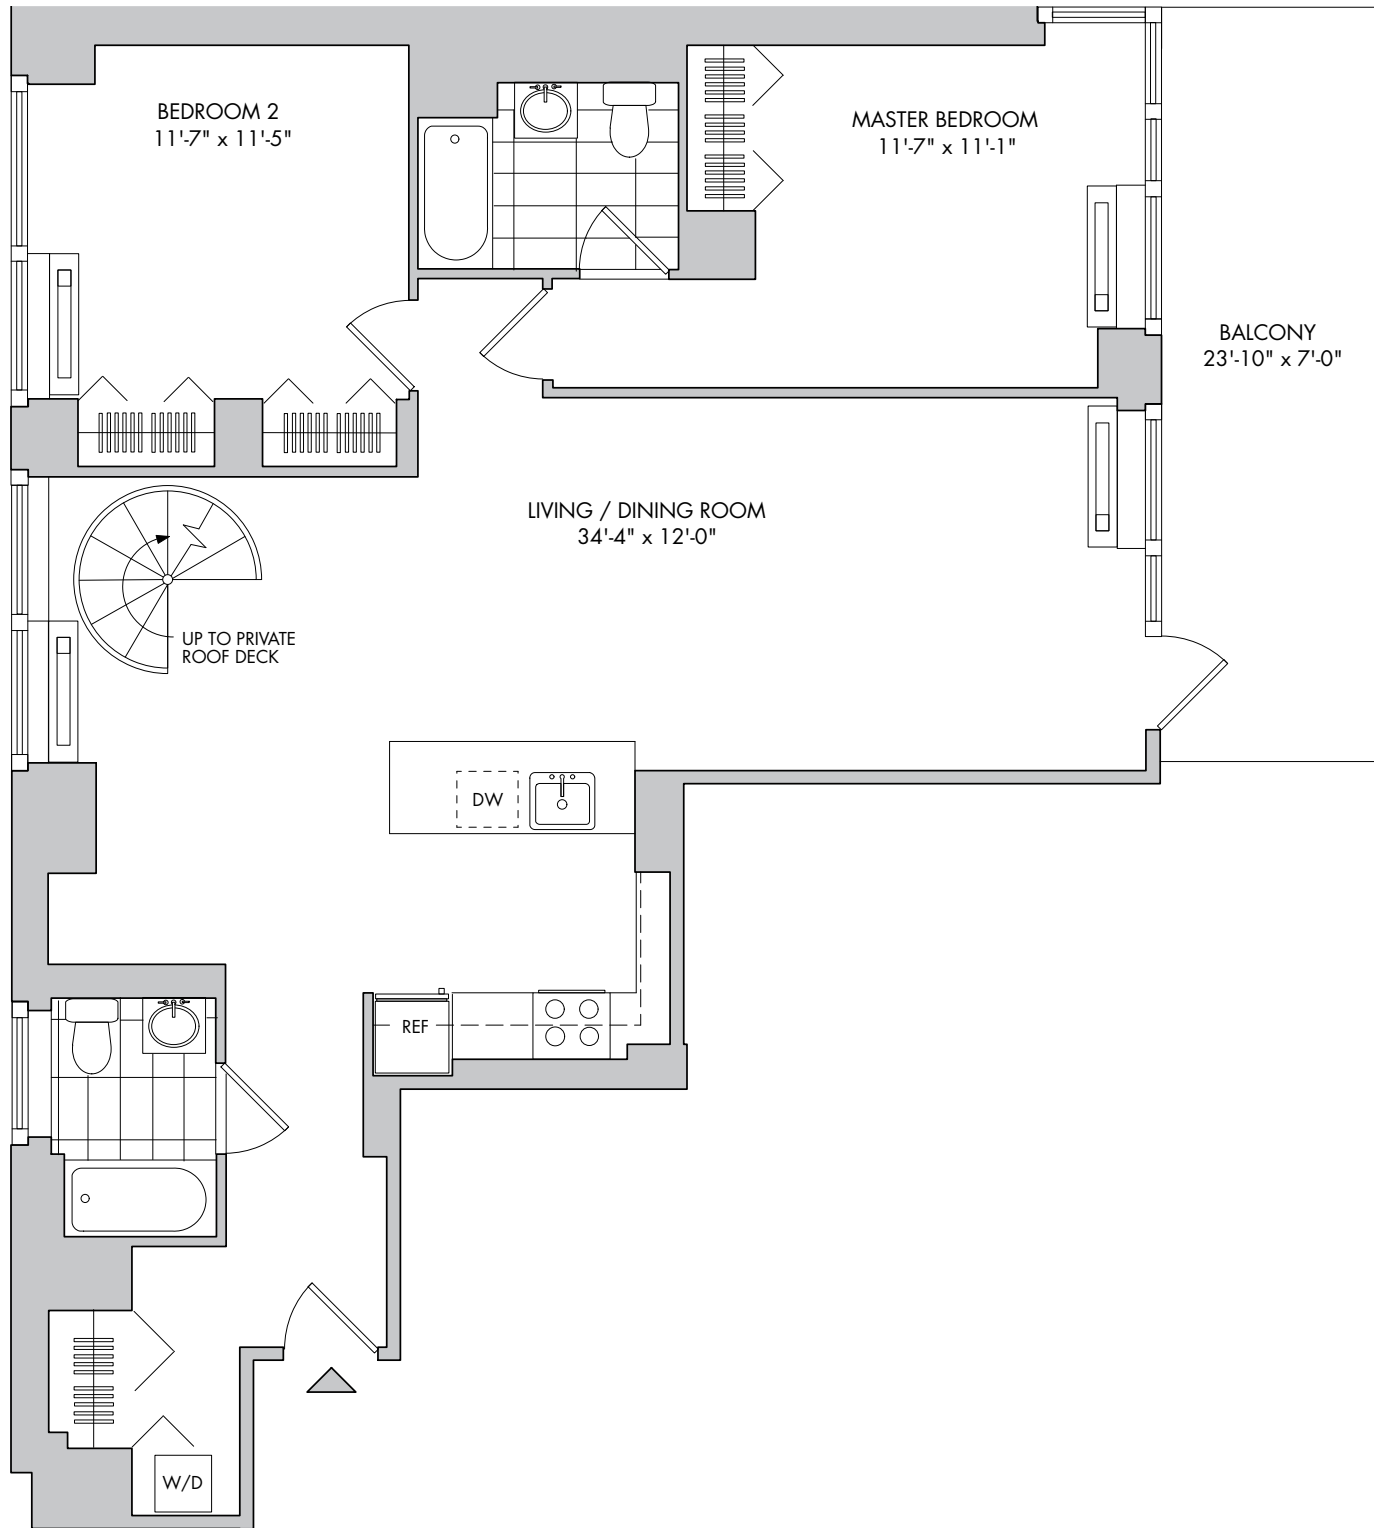 BEDROOM 2
11'-7" x 11'-5"
MASTER BEDROOM
11'-7" x 11'-1"
BALCONY
23'-10" x 7'-0"
LIVING / DINING ROOM
34'-4" x 12'-0"
UP TO PRIVATE
ROOF DECK
DW
REF
W/D